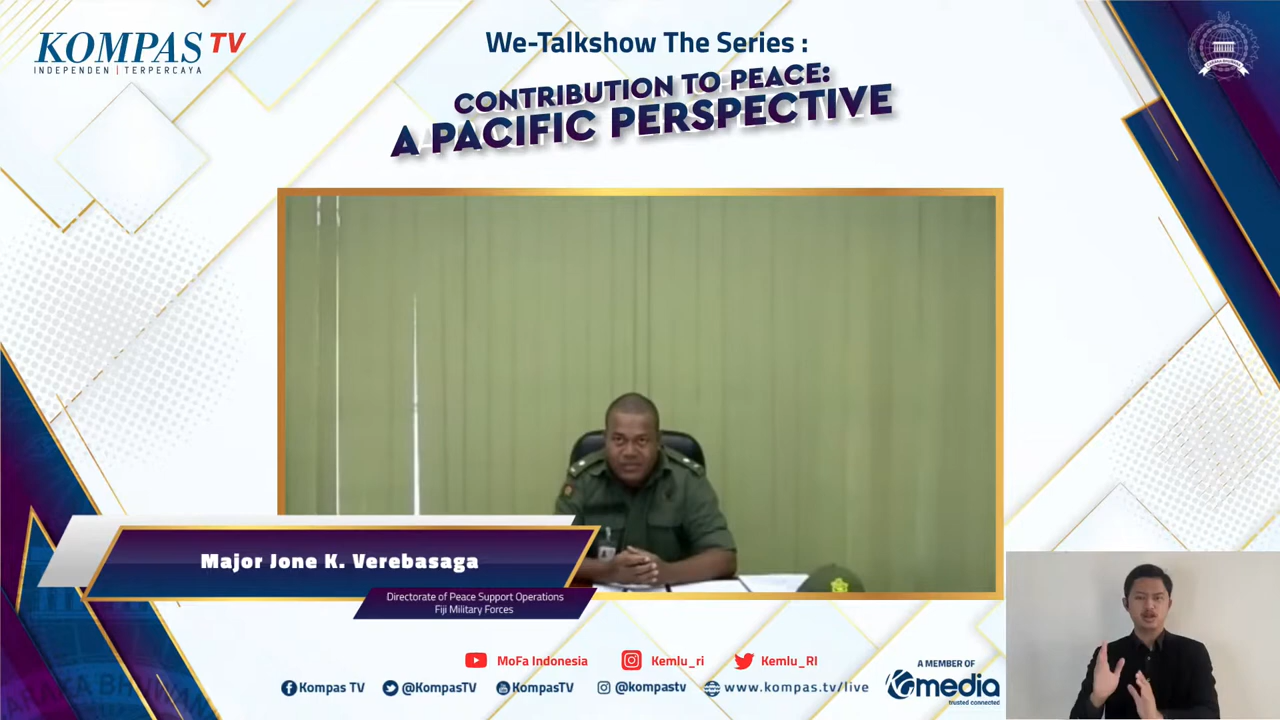 KOMPAS TV
INDEPENDEN | TERPERCAYA
We-Talkshow The Series :
CONTRIBUTION TO PEACE:
A PACIFIC PERSPECTIVE
Major Jone K. Verebasaga
Directorate of Peace Support Operations
Fiji Military Forces
MoFa Indonesia
Kemlu_ri
Kemlu_RI
Kompas TV
@KompasTV
KompasTV
@kompastv
www.kompas.tv/live
A MEMBER OF
media
trusted connected